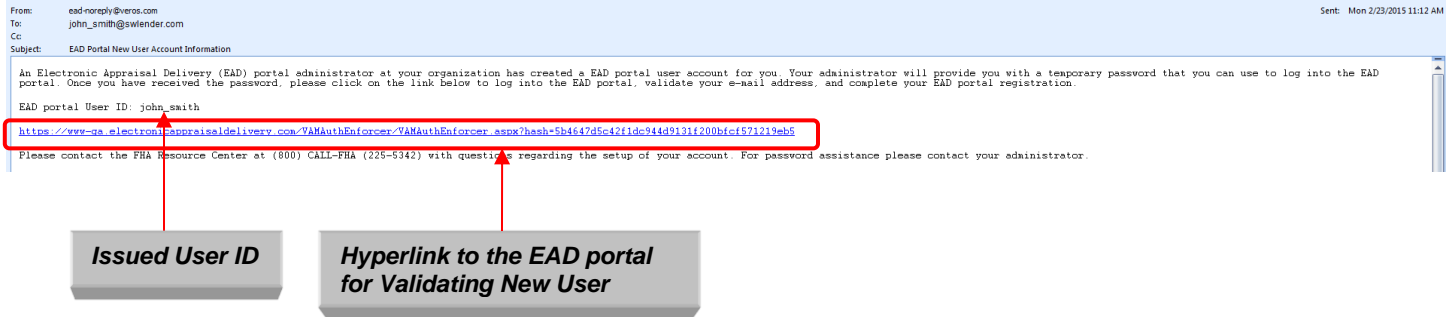 From: ead-noreply@veros.com Sent: Mon 2/23/2015 11:12 AM
To: john_smith@swlender.com
Cc:
Subject: EAD Portal New User Account Information
An Electronic Appraisal Delivery (EAD) portal administrator at your organization has created a EAD portal user account for you. Your administrator will provide you with a temporary password that you can use to log into the EAD
portal. Once you have received the password, please click on the link below to log into the EAD portal, validate your e-mail address, and complete your EAD portal registration.
EAD portal User ID: john_smith
https://www-qa.electronicappraisaldelivery.com/VAMAuthEnforcer/VAMAuthEnforcer.aspx?hash=5b4647d5c42f1dc944d9131f200bfcf571219eb5
Please contact the FHA Resource Center at (800) CALL-FHA (225-5342) with questions regarding the setup of your account. For password assistance please contact your administrator.
Issued User ID
Hyperlink to the EAD portal
for Validating New User